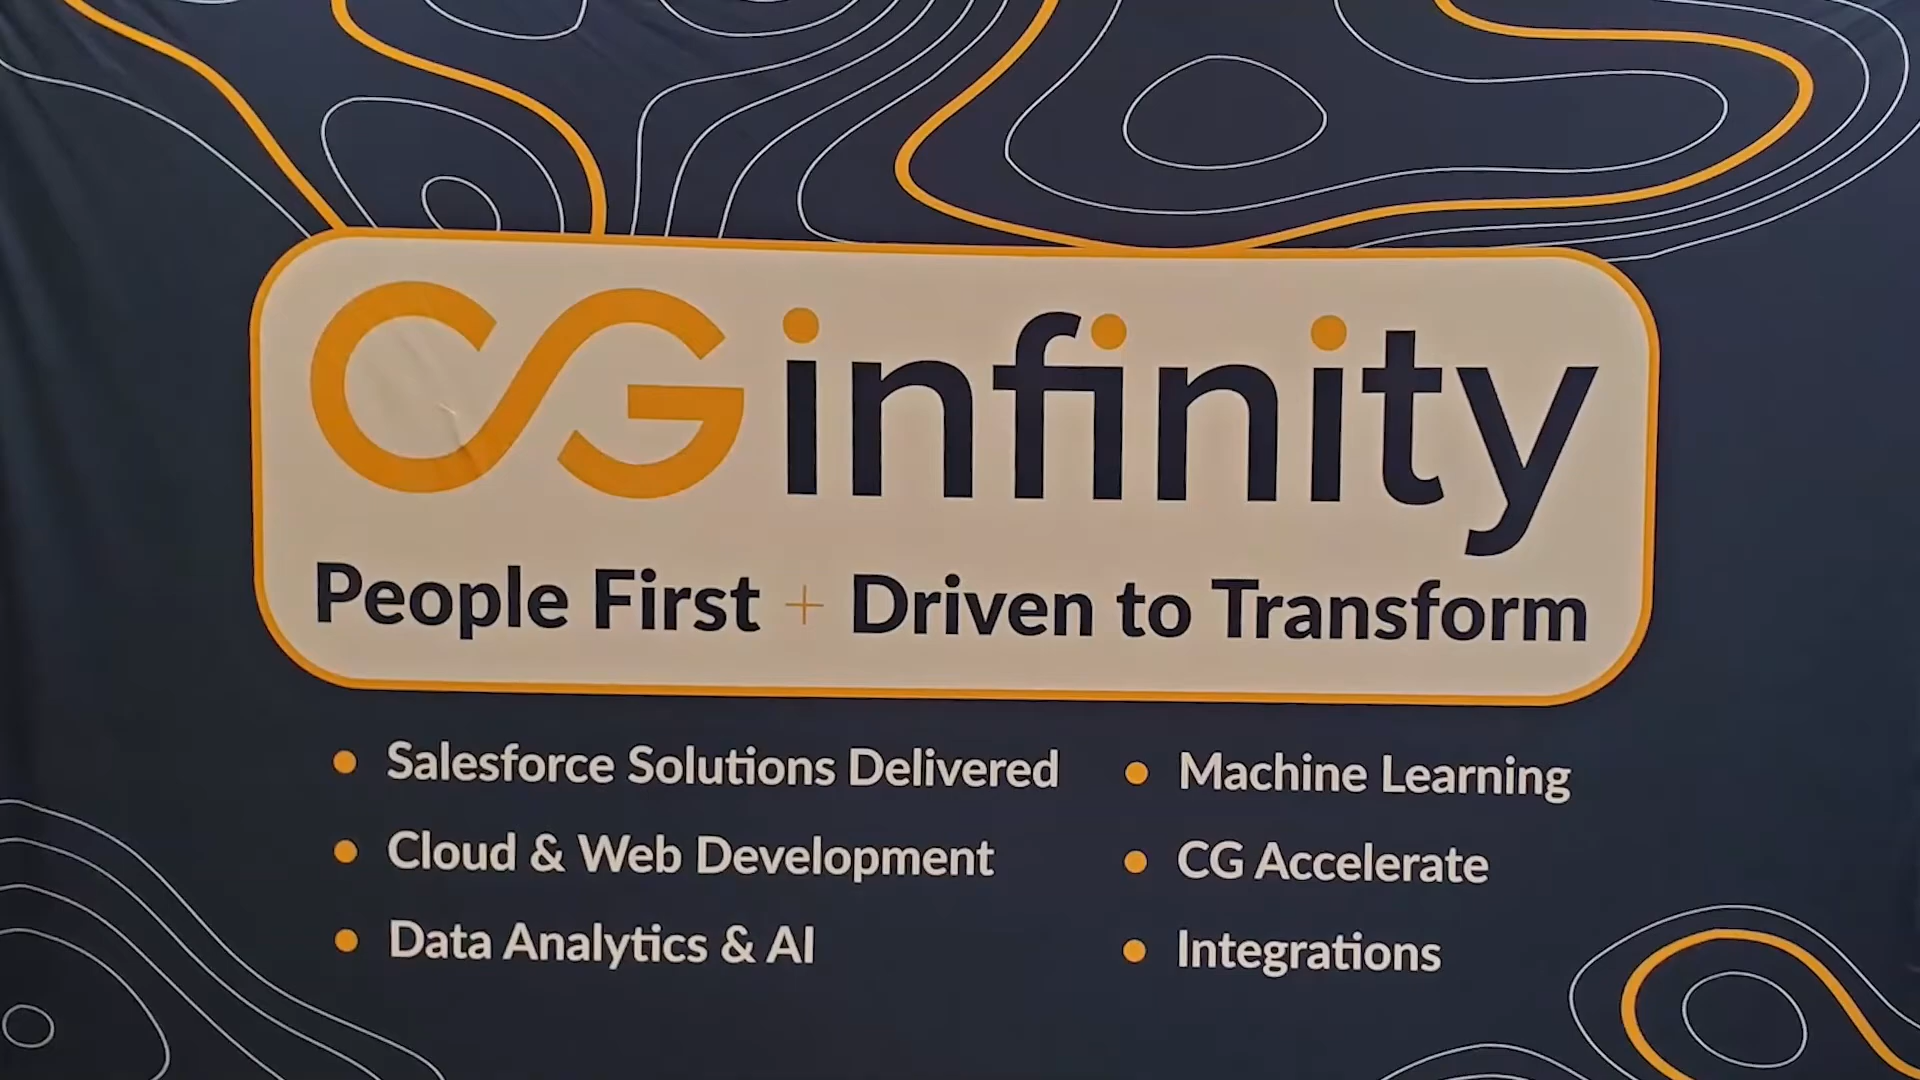 CG infinity
People First + Driven to Transform
• Salesforce Solutions Delivered
• Cloud & Web Development
• Data Analytics & AI
• Machine Learning
• CG Accelerate
• Integrations